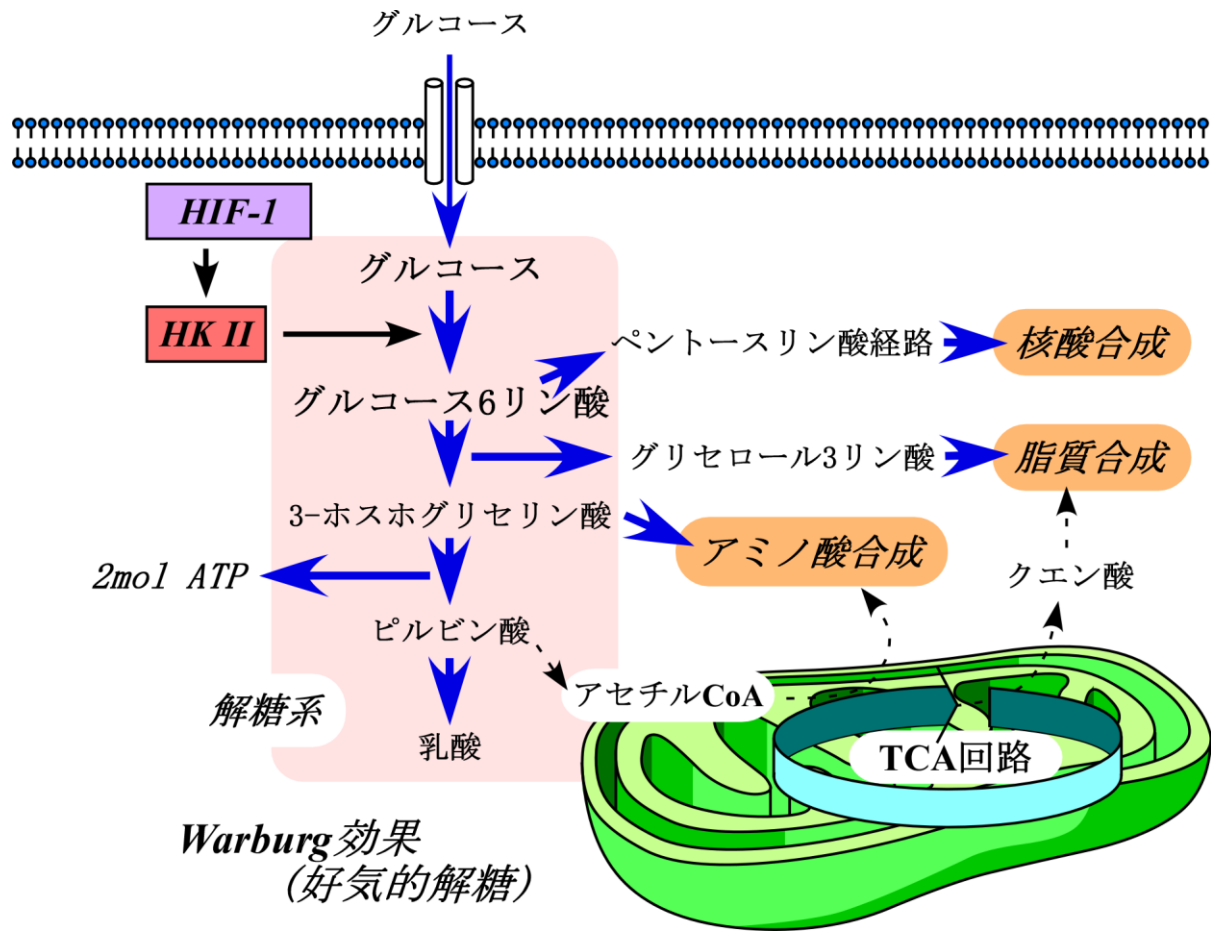 グルコース
HIF-1
グルコース
HK II
ペントースリン酸経路
核酸合成
グルコース6リン酸
グリセロール3リン酸
脂質合成
3-ホスホグリセリン酸
アミノ酸合成
2mol ATP
クエン酸
ピルビン酸
アセチルCoA
解糖系
乳酸
TCA回路
Warburg効果
(好気的解糖)